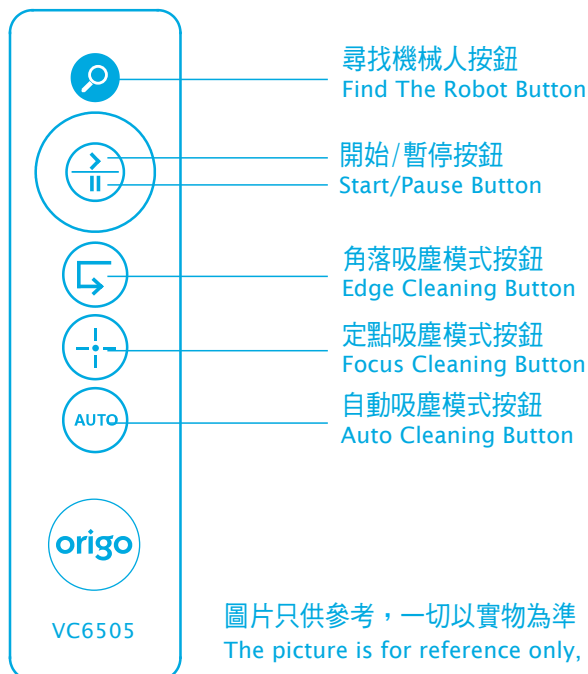 尋找機械人按鈕
Find The Robot Button
開始/暫停按鈕
Start/Pause Button
角落吸塵模式按鈕
Edge Cleaning Button
定點吸塵模式按鈕
Focus Cleaning Button
自動吸塵模式按鈕
AUTO
Auto Cleaning Button
origo
VC6505
圖片只供參考，一切以實物為準
The picture is for reference only,